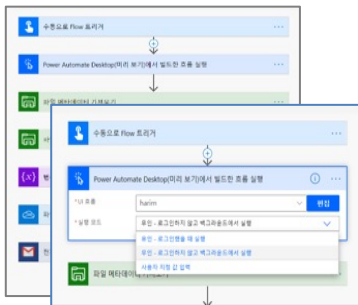 수동으로 Flow 트리거
Power Automate Desktop(미리 보기)에서 빌드한 흐름 실행
파일 메타데이터 가져오기
{x}
수동으로 Flow 트리거
Power Automate Desktop(미리 보기)에서 빌드한 흐름 실행
*UI 흐름
harim
편집
*실행 모드
무인 - 로그인하지 않고 백그라운드에서 실행
유인 - 로그인했을 때 실행
무인 - 로그인하지 않고 백그라운드에서 실행
사용자 지정 값 입력
파일 메타데이터 가져오기